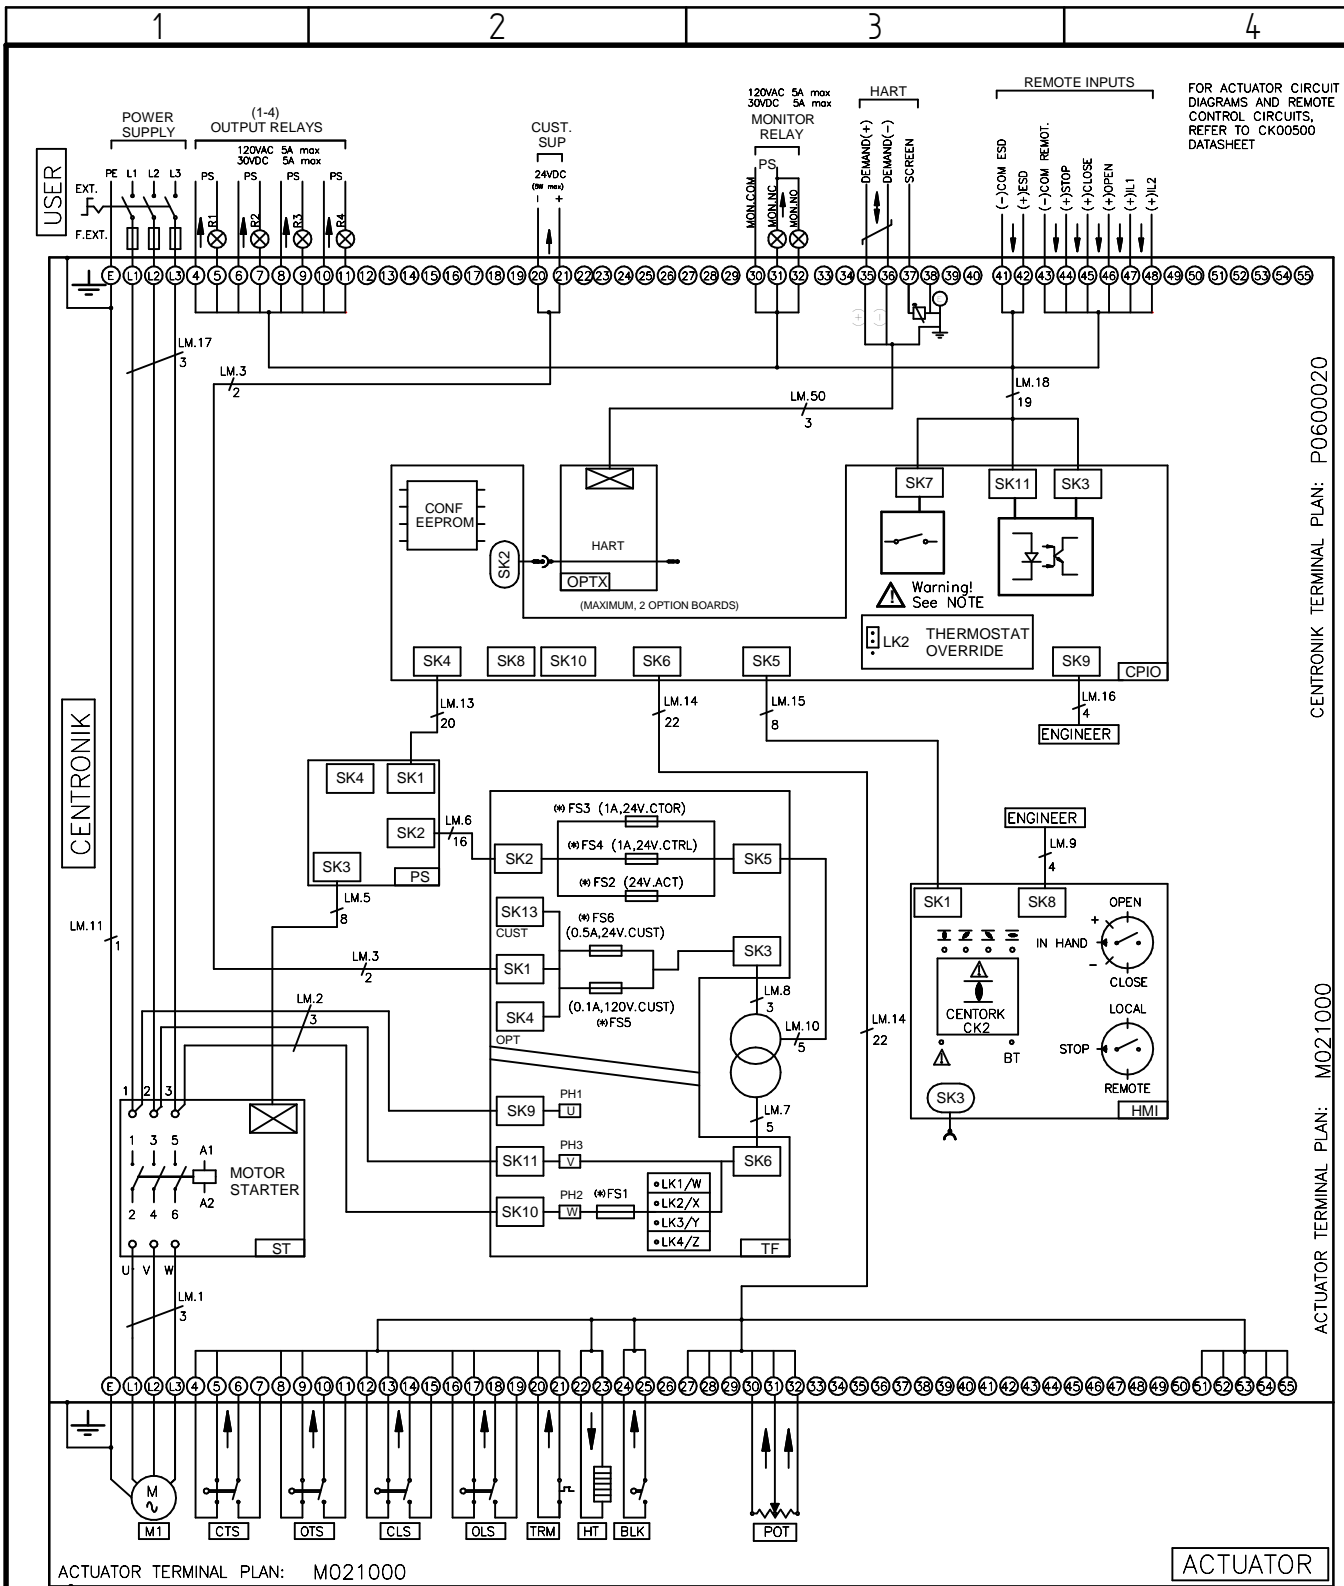 1 2 3 4
POWER SUPPLY
(1-4)
OUTPUT RELAYS
120VAC 5A max
30VDC 5A max
CUST. SUP
24VDC
- +
120VAC 5A max
30VDC 5A max
MONITOR
RELAY
HART
REMOTE INPUTS
FOR ACTUATOR CIRCUIT
DIAGRAMS AND REMOTE
CONTROL CIRCUITS,
REFER TO CK00500
DATASHEET
USER
EXT.
F.EXT.
PE L1 L2 L3
PS PS PS PS
R1 R2 R3 R4
PS
MON.COM
MON.NC
MON.NO
DEMAND(+)
DEMAND(-)
SCREEN
(-)COM ESD
(+)ESD
(-)COM REMOT.
(+)STOP
(+)CLOSE
(+)OPEN
(+)IL1
(+)IL2
E L1 L2 L3 4 5 6 7 8 9 10 11 12 13 14 15 16 17 18 19 20 21 22 23 24 25 26 27 28 29 30 31 32 33 34 35 36 37 38 39 40 41 42 43 44 45 46 47 48 49 50 51 52 53 54 55
LM.17
3
LM.3
2
LM.50
3
LM.18
19
CENTRONIK TERMINAL PLAN: P0600020
SK7 SK11 SK3
CONF
EEPROM
SK2
HART
OPTX
(MAXIMUM, 2 OPTION BOARDS)
Warning!
See NOTE
LK2
THERMOSTAT
OVERRIDE
SK4 SK8 SK10 SK6 SK5 SK9
CPIO
LM.13
20
LM.14
22
LM.15
8
LM.16
4
ENGINEER
CENTRONIK
SK4 SK1
SK2
SK3
PS
LM.6
16
LM.5
8
(*)FS3 (1A,24V.CTOR)
(*)FS4 (1A,24V.CTRL)
SK2 SK5
(*)FS2 (24V.ACT)
SK13
CUST
(*)FS6
(0.5A,24V.CUST)
SK1 SK3
(0.1A,120V.CUST)
(*)FS5
SK4
OPT
LM.3
2
LM.8
3
LM.10
5
LM.14
22
LM.7
5
SK9 PH1
U
SK11 PH3
V
SK6
SK10 PH2
W
(*)FS1
LK1/W
LK2/X
LK3/Y
LK4/Z
TF
ENGINEER
LM.9
4
SK1 SK8
OPEN
+
IN HAND
-
CLOSE
CENTORK
CK2
BT
LOCAL
STOP
REMOTE
SK3
HMI
LM.11
1
LM.2
3
1 2 3
1 3 5
A1
A2
2 4 6
MOTOR
STARTER
ST
U V W
LM.1
3
ACTUATOR TERMINAL PLAN: M021000
E L1 L2 L3 4 5 6 7 8 9 10 11 12 13 14 15 16 17 18 19 20 21 22 23 24 25 26 27 28 29 30 31 32 33 34 35 36 37 38 39 40 41 42 43 44 45 46 47 48 49 50 51 52 53 54 55
M
M1 CTS OTS CLS OLS TRM HT BLK POT
ACTUATOR TERMINAL PLAN: M021000
ACTUATOR